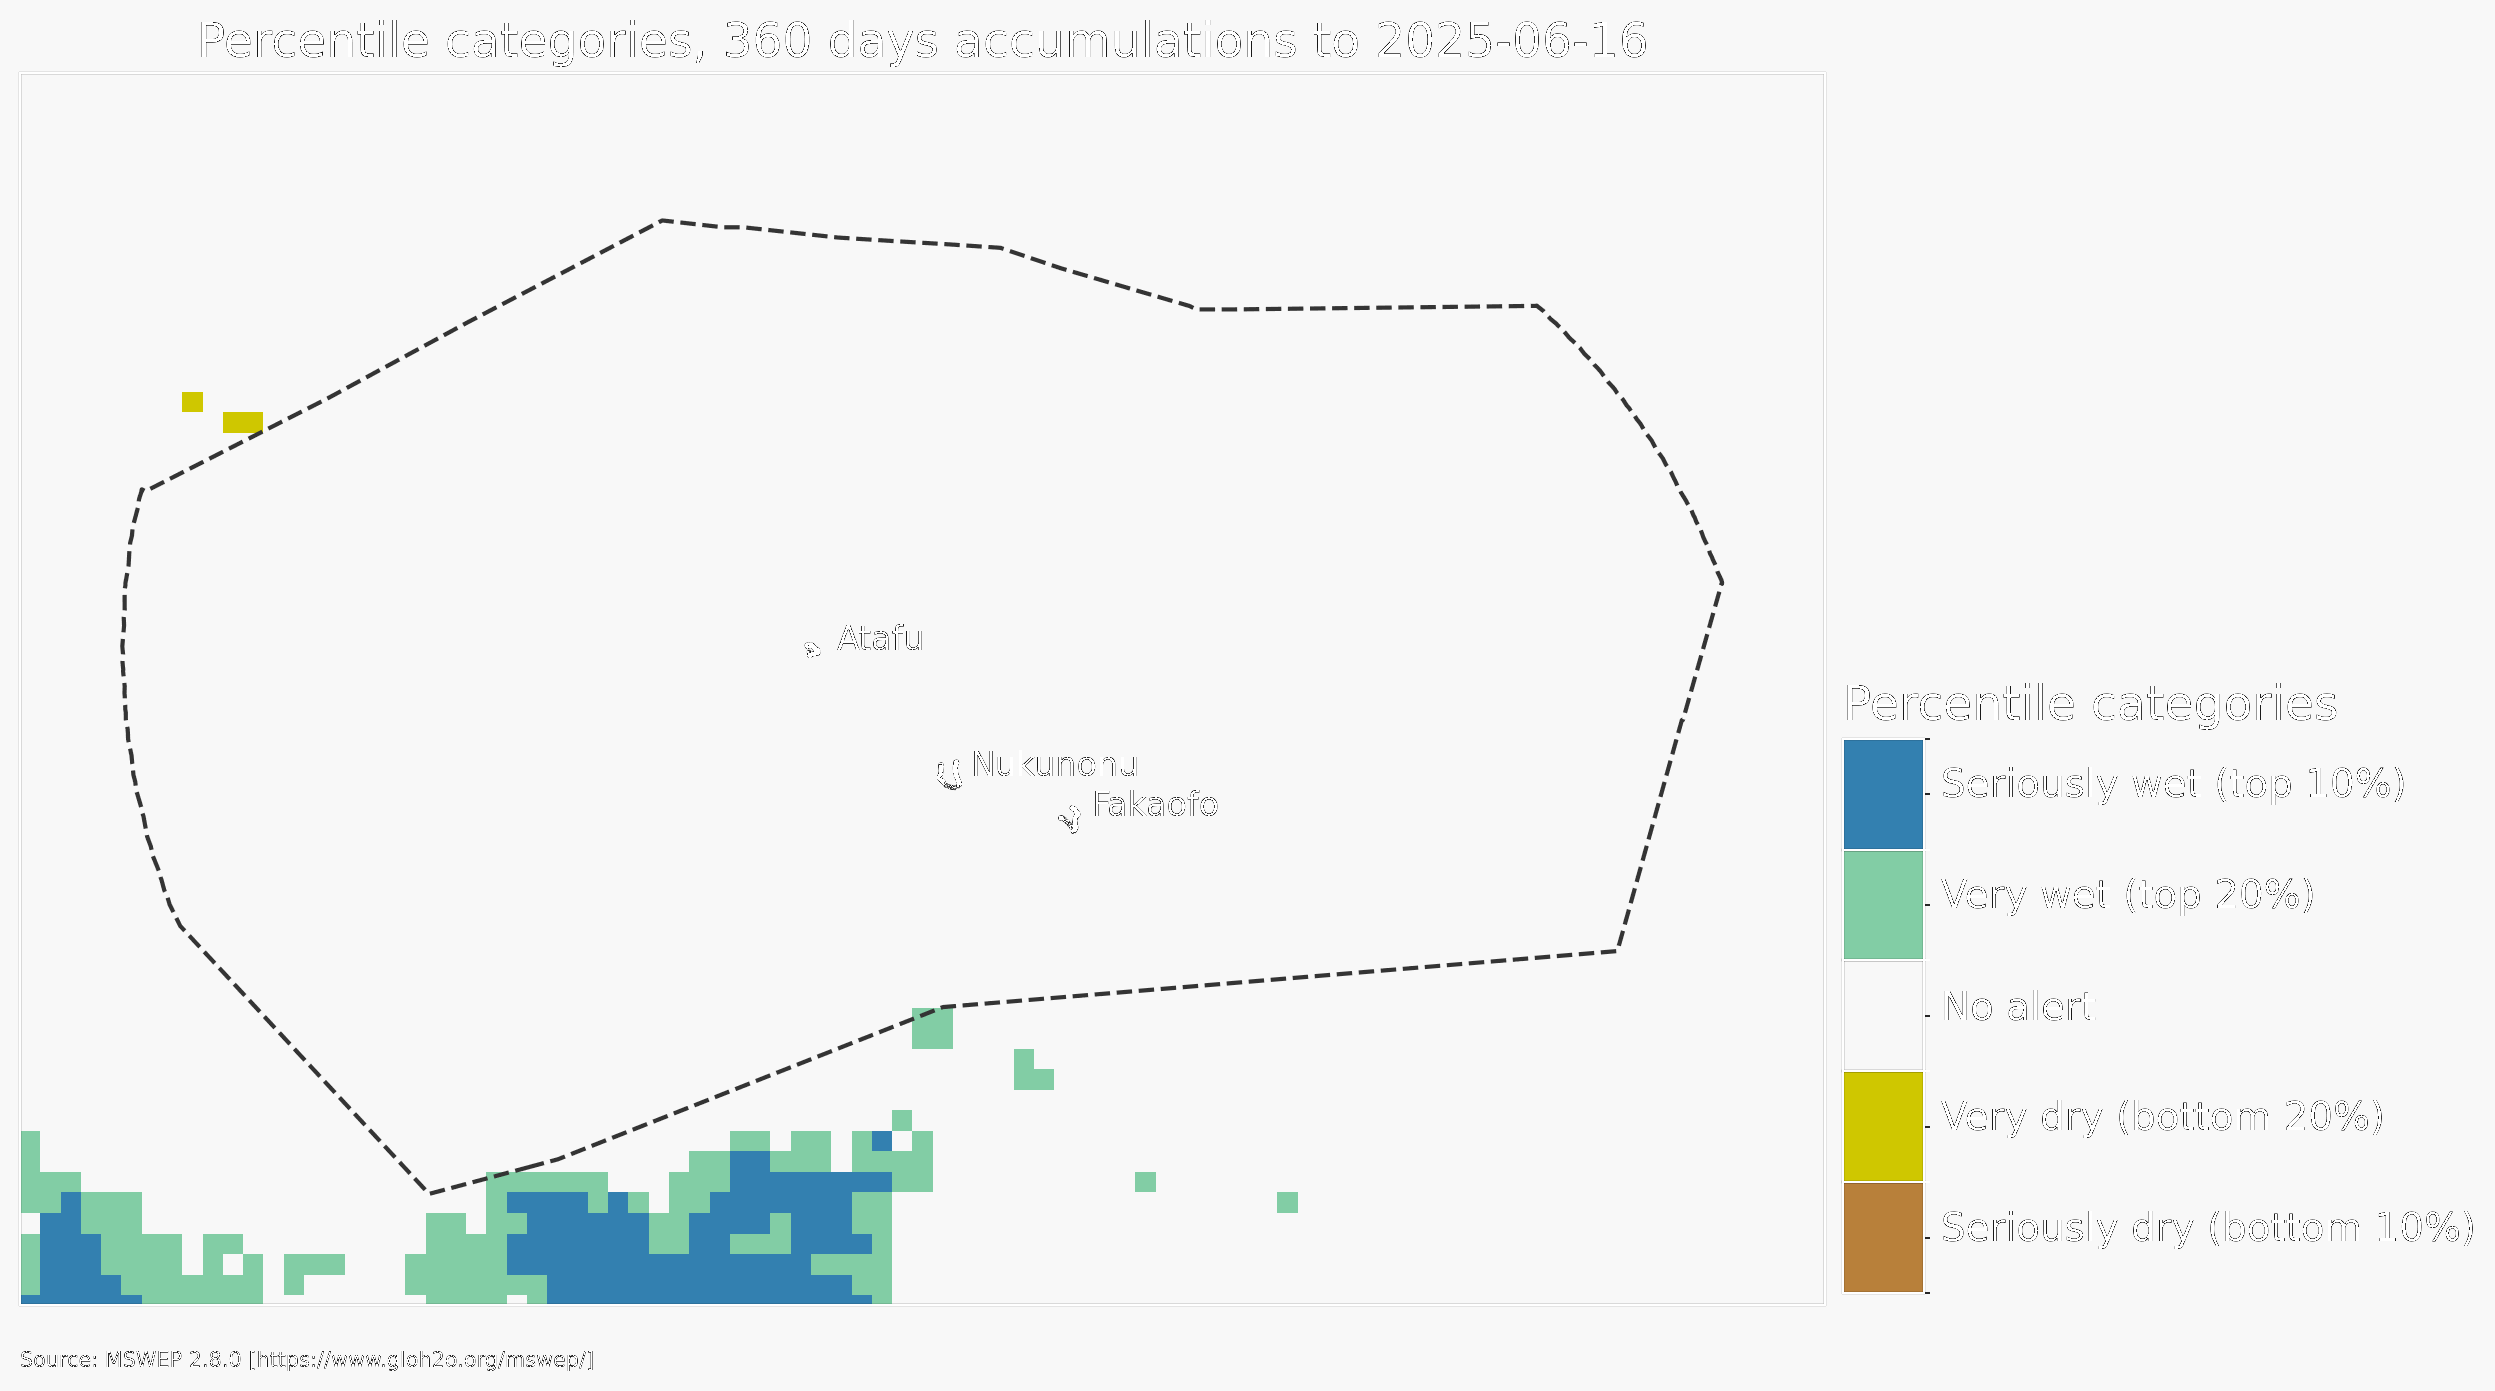 Percentile categories, 360 days accumulations to 2025-06-16
Atafu
Nukunonu
Fakaofo
Percentile categories
Seriously wet (top 10%)
Very wet (top 20%)
No alert
Very dry (bottom 20%)
Seriously dry (bottom 10%)
Source: MSWEP 2.8.0 [https://www.gloh2o.org/mswep/]